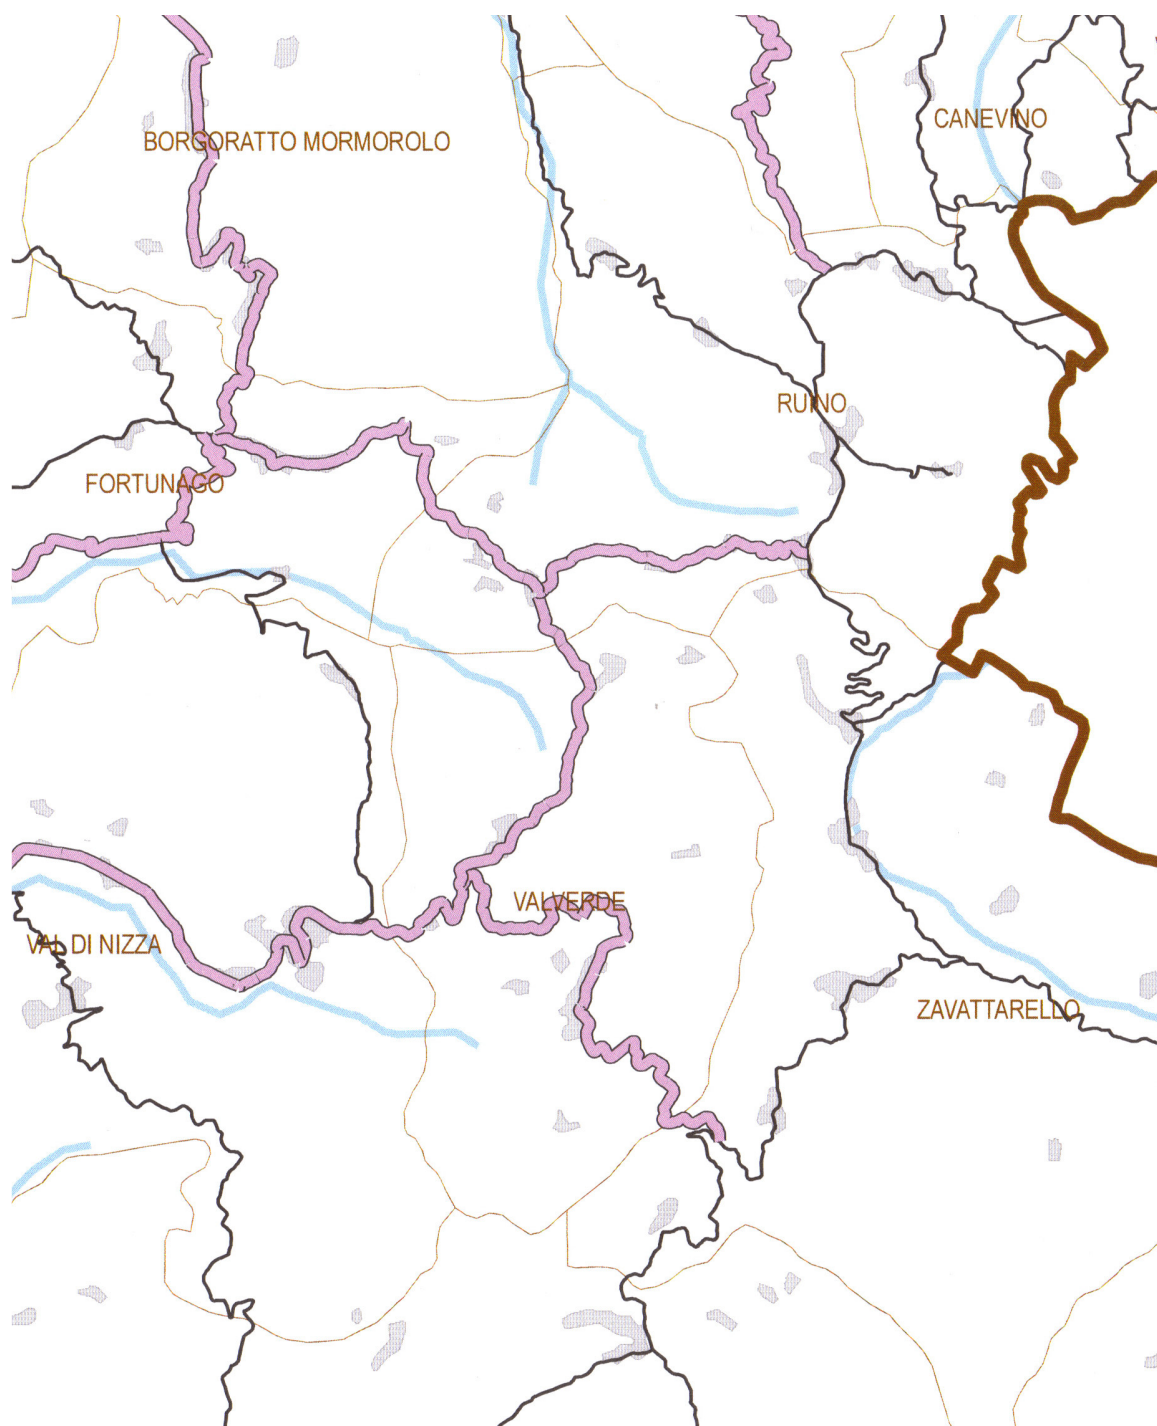 CANEVINO
BORGORATTO MORMOROLO
RUINO
FORTUNAGO
VALVERDE
VAL DI NIZZA
ZAVATTARELLO